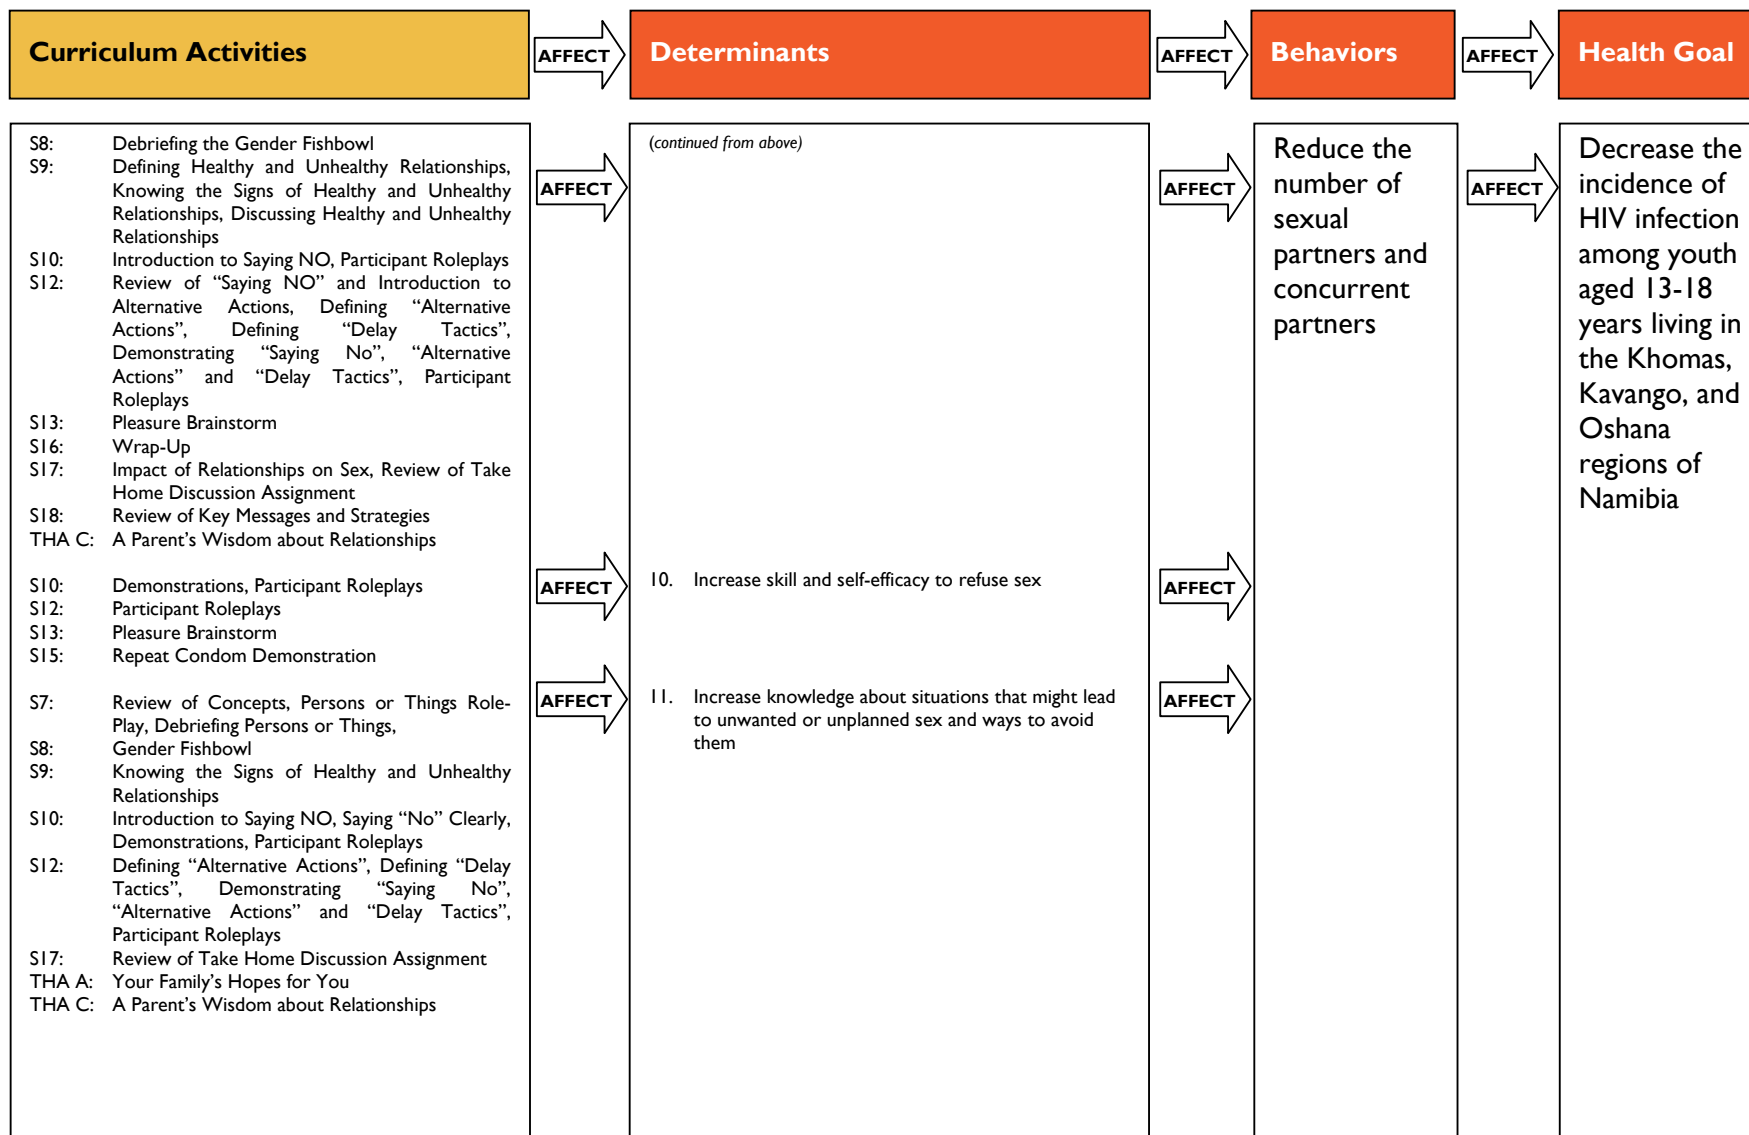 Curriculum Activities
AFFECT
Determinants
AFFECT
Behaviors
AFFECT
Health Goal
S8: Debriefing the Gender Fishbowl
S9: Defining Healthy and Unhealthy Relationships,
Knowing the Signs of Healthy and Unhealthy
Relationships, Discussing Healthy and Unhealthy
Relationships
S10: Introduction to Saying NO, Participant Roleplays
S12: Review of “Saying NO” and Introduction to
Alternative Actions, Defining “Alternative
Actions”, Defining “Delay Tactics”,
Demonstrating “Saying No”, “Alternative
Actions” and “Delay Tactics”, Participant
Roleplays
S13: Pleasure Brainstorm
S16: Wrap-Up
S17: Impact of Relationships on Sex, Review of Take
Home Discussion Assignment
S18: Review of Key Messages and Strategies
THA C: A Parent’s Wisdom about Relationships
AFFECT
(continued from above)
AFFECT
Reduce the
number of
sexual
partners and
concurrent
partners
AFFECT
Decrease the
incidence of
HIV infection
among youth
aged 13-18
years living in
the Khomas,
Kavango, and
Oshana
regions of
Namibia
S10: Demonstrations, Participant Roleplays
S12: Participant Roleplays
S13: Pleasure Brainstorm
S15: Repeat Condom Demonstration
AFFECT
10. Increase skill and self-efficacy to refuse sex
AFFECT
S7: Review of Concepts, Persons or Things Role-
Play, Debriefing Persons or Things,
S8: Gender Fishbowl
S9: Knowing the Signs of Healthy and Unhealthy
Relationships
S10: Introduction to Saying NO, Saying “No” Clearly,
Demonstrations, Participant Roleplays
S12: Defining “Alternative Actions”, Defining “Delay
Tactics”, Demonstrating “Saying No”,
“Alternative Actions” and “Delay Tactics”,
Participant Roleplays
S17: Review of Take Home Discussion Assignment
THA A: Your Family’s Hopes for You
THA C: A Parent’s Wisdom about Relationships
AFFECT
11. Increase knowledge about situations that might lead
to unwanted or unplanned sex and ways to avoid
them
AFFECT